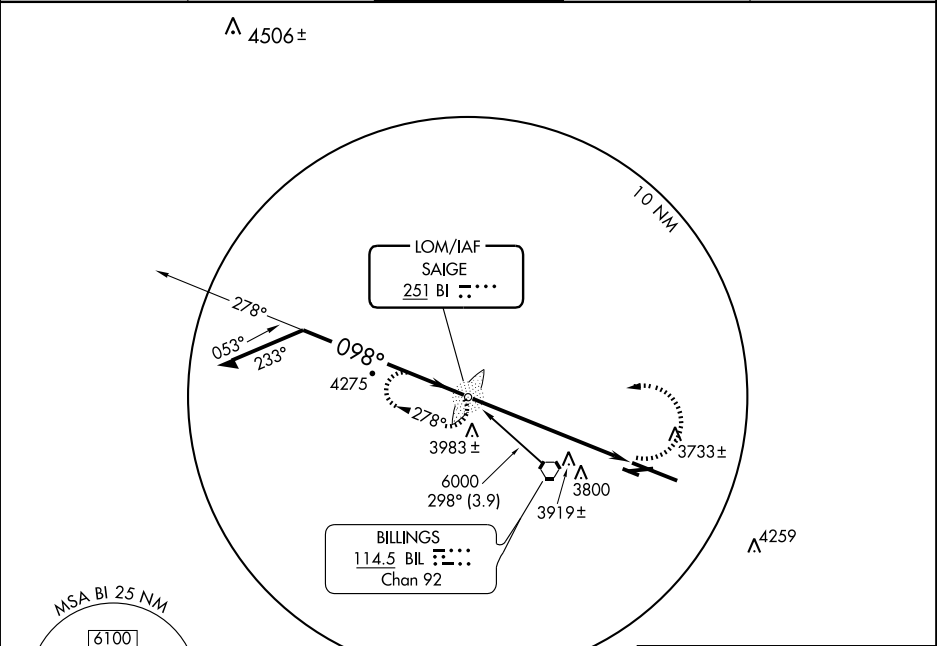 4506±
10 NM
LOM/IAF
SAIGE
251 BI
278°
053°
233°
098°
4275
278°
3983±
3733±
6000
298° (3.9)
3800
3919±
BILLINGS
114.5 BIL
Chan 92
4259
MSA BI 25 NM
6100